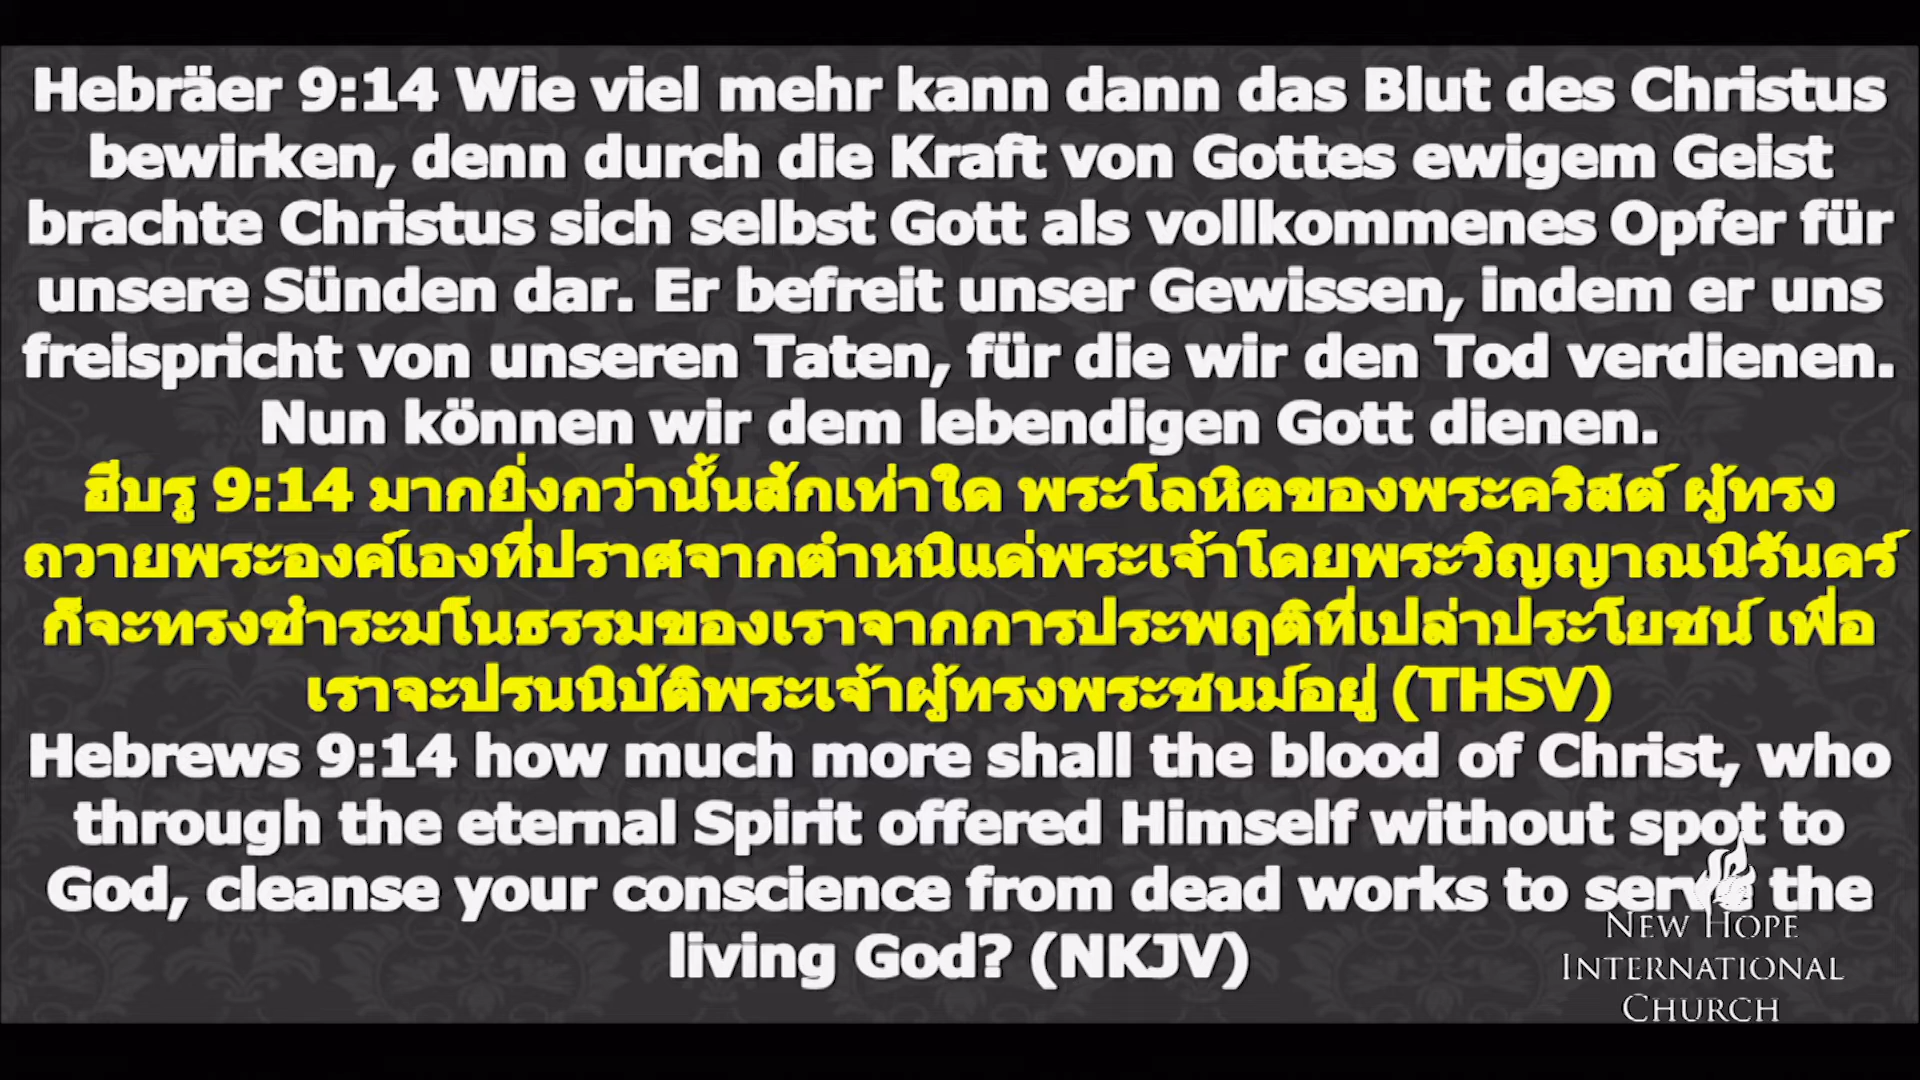 Hebräer 9:14 Wie viel mehr kann dann das Blut des Christus
bewirken, denn durch die Kraft von Gottes ewigem Geist
brachte Christus sich selbst Gott als vollkommenes Opfer für
unsere Sünden dar. Er befreit unser Gewissen, indem er uns
freispricht von unseren Taten, für die wir den Tod verdienen.
Nun können wir dem lebendigen Gott dienen.
ฮีบรู 9:14 มากยิ่งกว่านั้นสักเท่าใด พระโลหิตของพระคริสต์ ผู้ทรง
ถวายพระองค์เองที่ปราศจากตำหนิแด่พระเจ้าโดยพระวิญญาณนิรันดร์
ก็จะทรงชำระมโนธรรมของเราจากการประพฤติที่เปล่าประโยชน์ เพื่อ
เราจะปรนนิบัติพระเจ้าผู้ทรงพระชนม์อยู่ (THSV)
Hebrews 9:14 how much more shall the blood of Christ, who
through the eternal Spirit offered Himself without spot to
God, cleanse your conscience from dead works to serve the
living God? (NKJV)
NEW HOPE
INTERNATIONAL
CHURCH